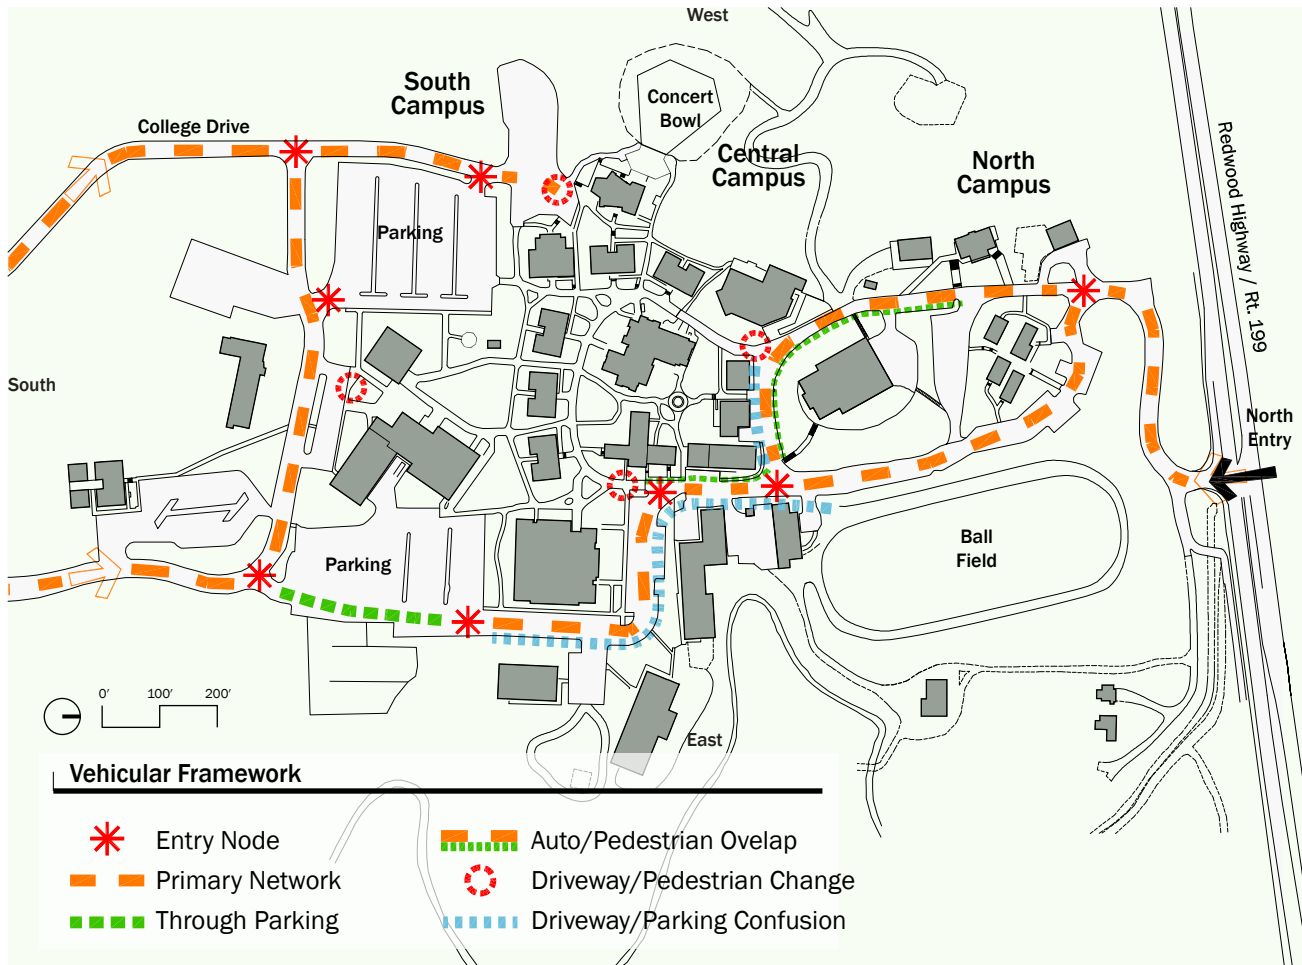 West
South
Campus
Concert
Bowl
College Drive
Central
Campus
North
Campus
Redwood Highway / Rt. 199
Parking
South
North
Entry
Parking
Ball
Field
0' 100' 200'
East
Vehicular Framework
Entry Node
Primary Network
Through Parking
Auto/Pedestrian Ovelap
Driveway/Pedestrian Change
Driveway/Parking Confusion